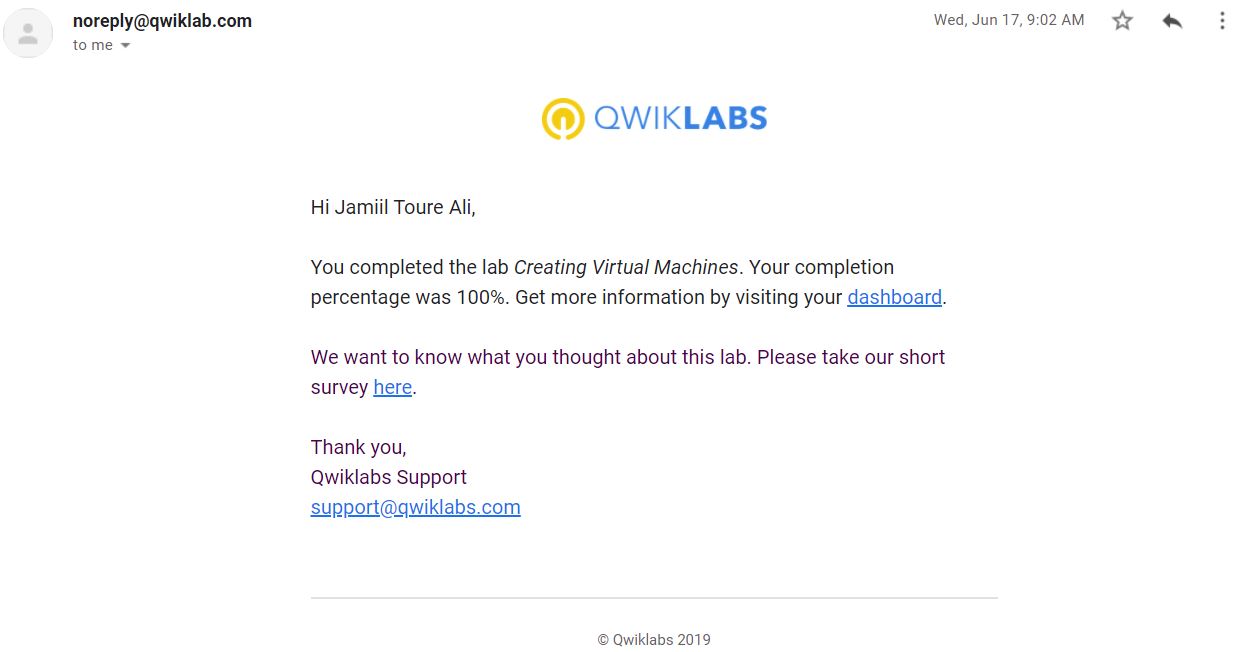 noreply@qwiklab.com
Wed, Jun 17, 9:02 AM
to me
QWIKLABS
Hi Jamiil Toure Ali,
You completed the lab Creating Virtual Machines. Your completion
percentage was 100%. Get more information by visiting your dashboard.
We want to know what you thought about this lab. Please take our short
survey here.
Thank you,
Qwiklabs Support
support@qwiklabs.com
© Qwiklabs 2019